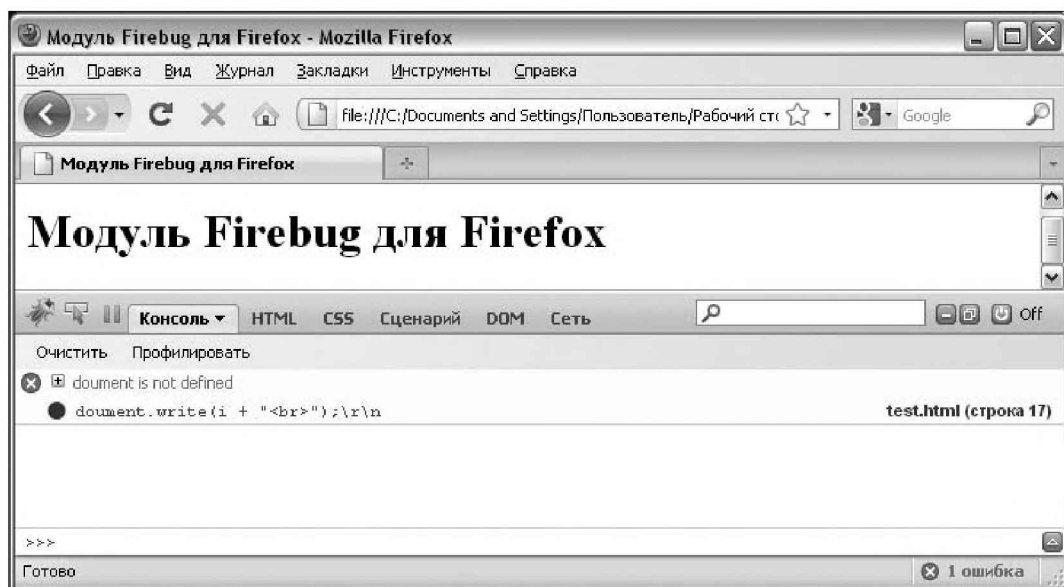 Модуль Firebug для Firefox - Mozilla Firefox
Файл Правка Вид Журнал Закладки Инструменты Справка
file:///C:/Documents and Settings/Пользователь/Рабочий сто Google
Модуль Firebug для Firefox
Модуль Firebug для Firefox
Консоль HTML CSS Сценарий DOM Сеть Off
Очистить Профилировать
doument is not defined
doument.write(i + "<br>");\r\n test.html (строка 17)
>>>
Готово 1 ошибка